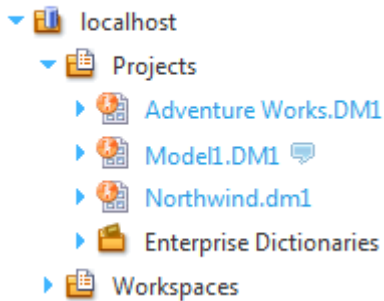 localhost
Projects
Adventure Works.DM1
Model1.DM1
Northwind.dm1
Enterprise Dictionaries
Workspaces